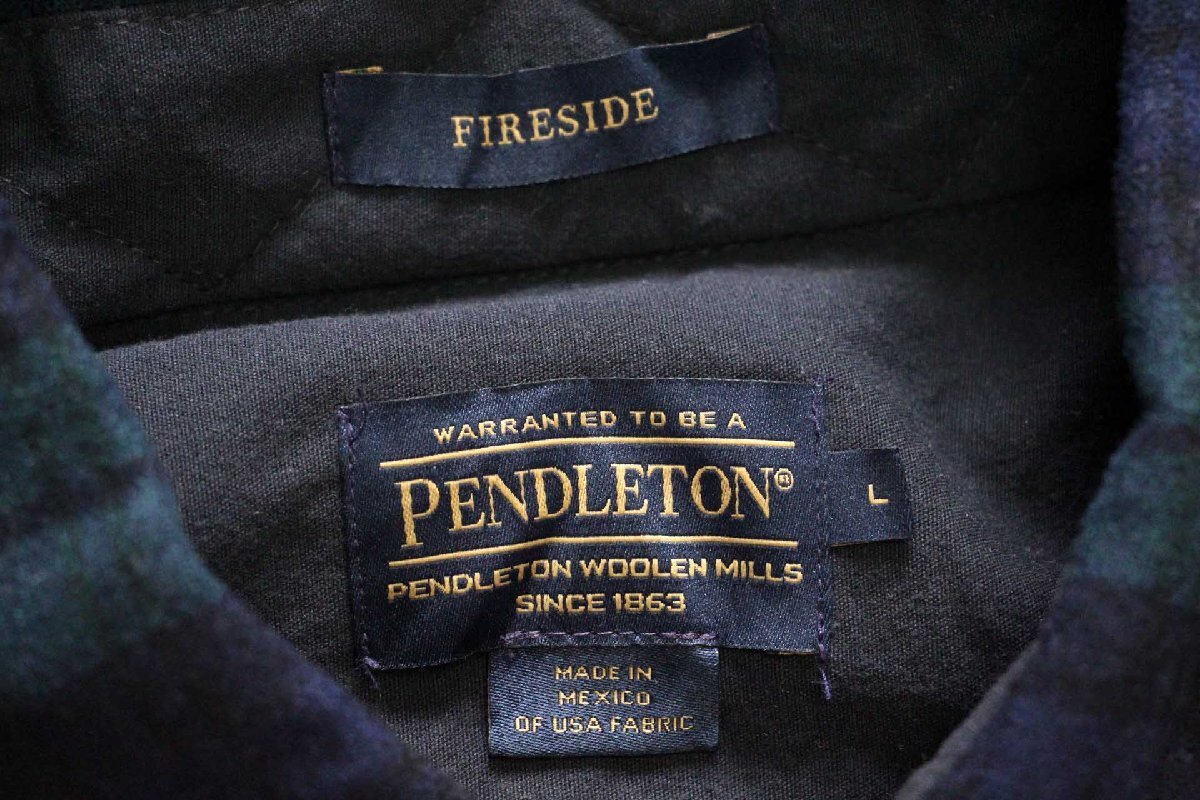 FIRESIDE
WARRANTED TO BE A
PENDLETON®
PENDLETON WOOLEN MILLS
SINCE 1863
L
MADE IN
MEXICO
OF USA FABRIC